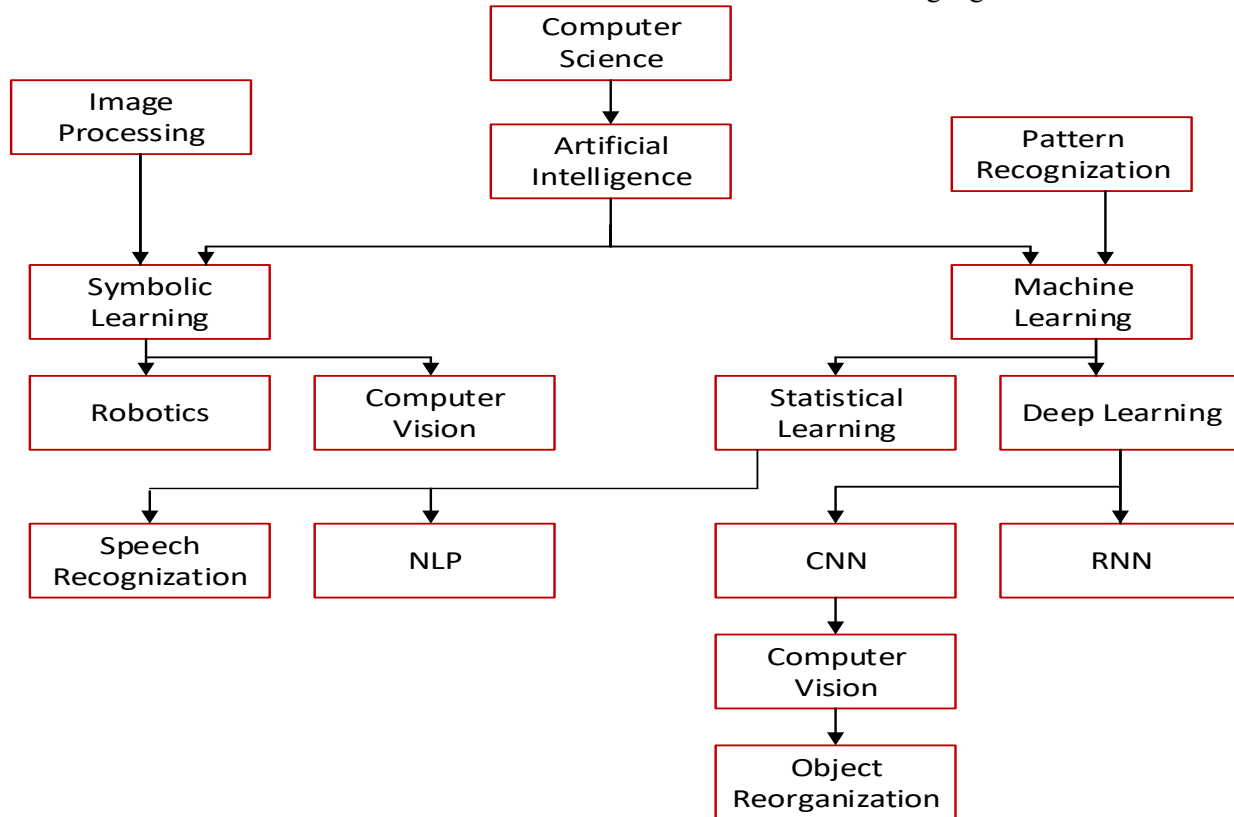 Computer
Science
Image
Processing
Artificial
Intelligence
Pattern
Recognization
Symbolic
Learning
Machine
Learning
Robotics
Computer
Vision
Statistical
Learning
Deep Learning
Speech
Recognization
NLP
CNN
RNN
Computer
Vision
Object
Reorganization